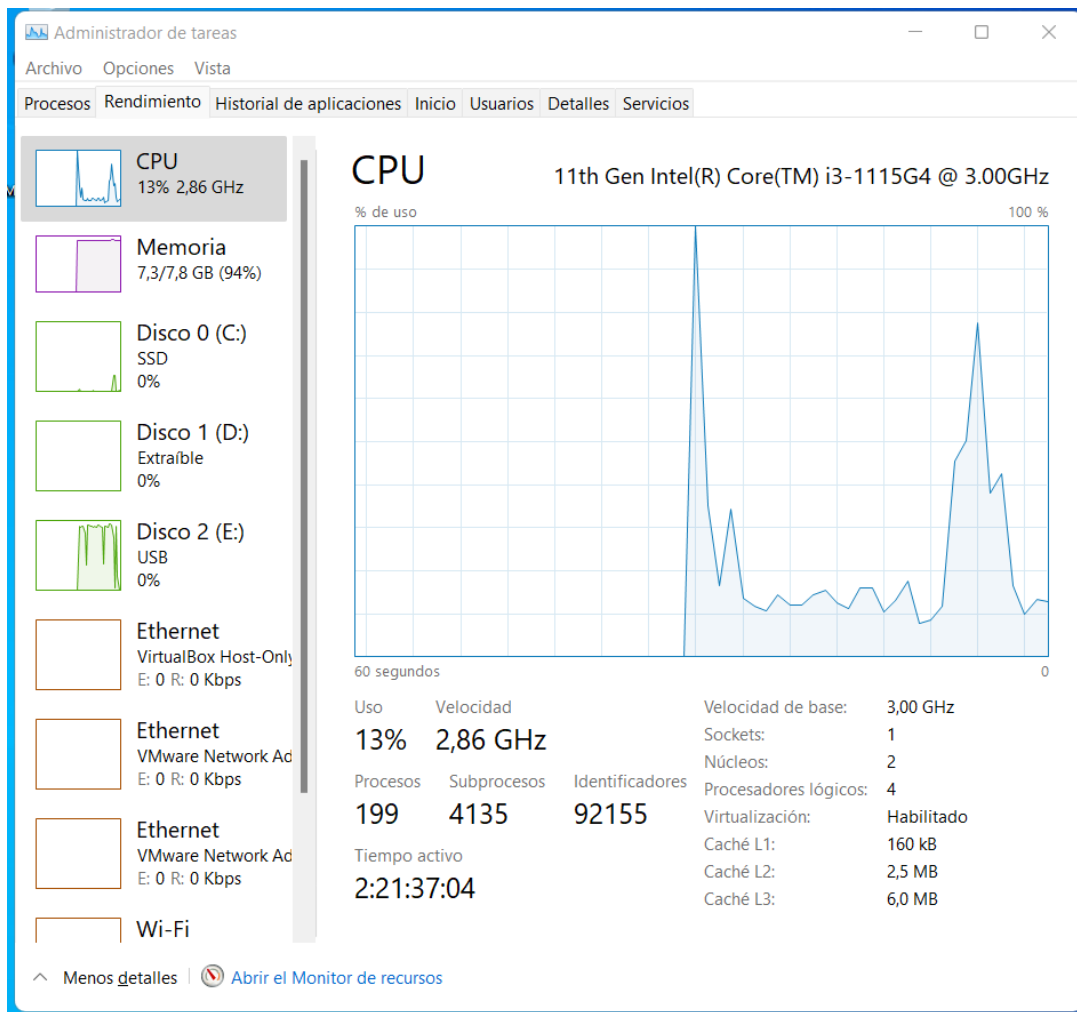 Administrador de tareas
Archivo Opciones Vista
Procesos Rendimiento Historial de aplicaciones Inicio Usuarios Detalles Servicios
CPU
13% 2,86 GHz
Memoria
7,3/7,8 GB (94%)
Disco 0 (C:)
SSD
0%
Disco 1 (D:)
Extraíble
0%
Disco 2 (E:)
USB
0%
Ethernet
VirtualBox Host-Only
E: 0 R: 0 Kbps
Ethernet
VMware Network Ad
E: 0 R: 0 Kbps
Ethernet
VMware Network Ad
E: 0 R: 0 Kbps
Wi-Fi
CPU 11th Gen Intel(R) Core(TM) i3-1115G4 @ 3.00GHz
% de uso 100 %
60 segundos 0
Uso Velocidad
13% 2,86 GHz
Procesos Subprocesos Identificadores
199 4135 92155
Tiempo activo
2:21:37:04
Velocidad de base: 3,00 GHz
Sockets: 1
Núcleos: 2
Procesadores lógicos: 4
Virtualización: Habilitado
Caché L1: 160 kB
Caché L2: 2,5 MB
Caché L3: 6,0 MB
Menos detalles Abrir el Monitor de recursos